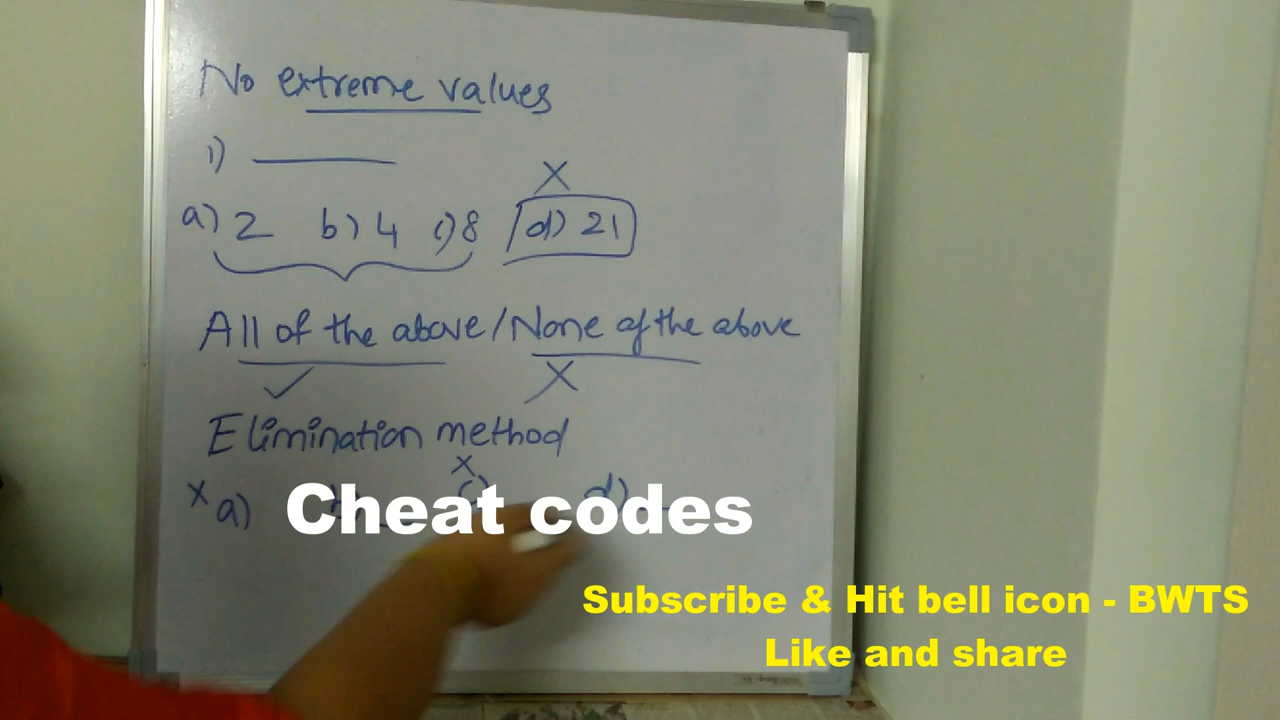 No extreme values
1)
X
a) 2 b) 4 c) 8 d) 21
All of the above / None of the above
✓ X
Elimination method
X
X a) b) c) d)
Cheat codes
Subscribe & Hit bell icon - BWTS
Like and share